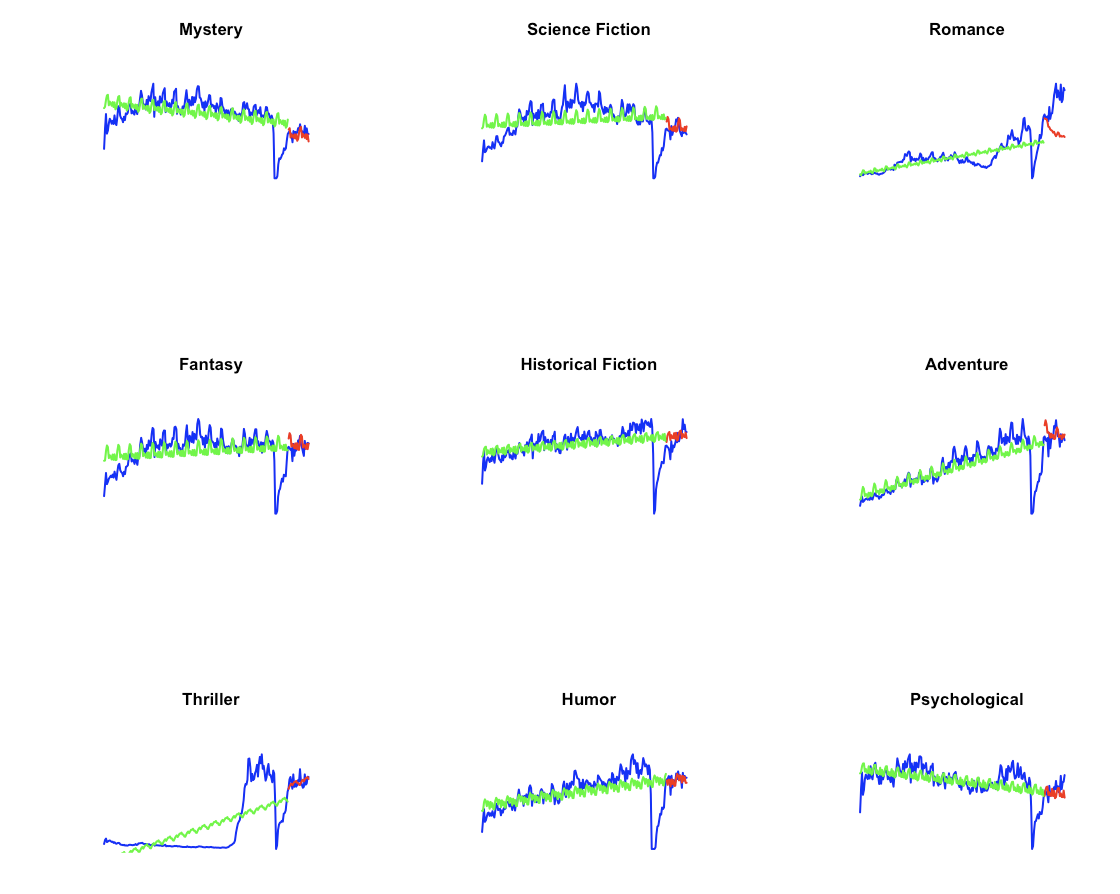 Mystery
Science Fiction
Romance
Fantasy
Historical Fiction
Adventure
Thriller
Humor
Psychological